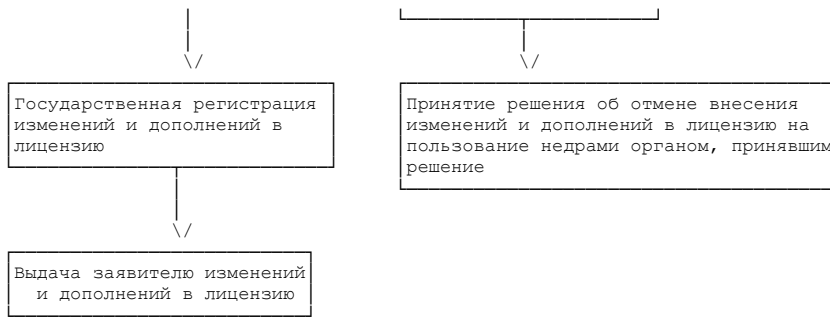 Государственная регистрация
изменений и дополнений в
лицензию
Принятие решения об отмене внесения
изменений и дополнений в лицензию на
пользование недрами органом, принявшим
решение
Выдача заявителю изменений
и дополнений в лицензию